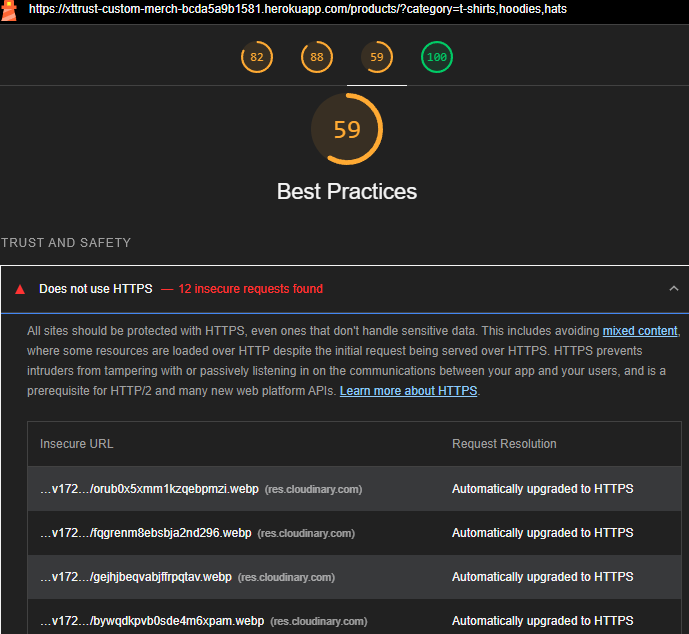 https://xttrust-custom-merch-bcda5a9b1581.herokuapp.com/products/?category=t-shirts,hoodies,hats
82 88 59 100
59
Best Practices
TRUST AND SAFETY
Does not use HTTPS — 12 insecure requests found
All sites should be protected with HTTPS, even ones that don't handle sensitive data. This includes avoiding mixed content,
where some resources are loaded over HTTP despite the initial request being served over HTTPS. HTTPS prevents
intruders from tampering with or passively listening in on the communications between your app and your users, and is a
prerequisite for HTTP/2 and many new web platform APIs. Learn more about HTTPS.
Insecure URL Request Resolution
…v172…/orub0x5xmm1kzqebpmzi.webp (res.cloudinary.com) Automatically upgraded to HTTPS
…v172…/fqgrenm8ebsbja2nd296.webp (res.cloudinary.com) Automatically upgraded to HTTPS
…v172…/gejhjbeqvabjffrpqtav.webp (res.cloudinary.com) Automatically upgraded to HTTPS
…v172…/bywqdkpvb0sde4m6xpam.webp (res.cloudinary.com) Automatically upgraded to HTTPS